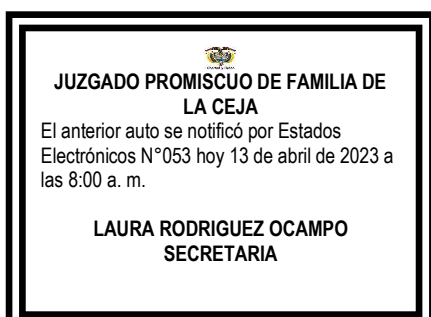 JUZGADO PROMISCUO DE FAMILIA DE
LA CEJA
El anterior auto se notificó por Estados
Electrónicos N°053 hoy 13 de abril de 2023 a
las 8:00 a. m.
LAURA RODRIGUEZ OCAMPO
SECRETARIA